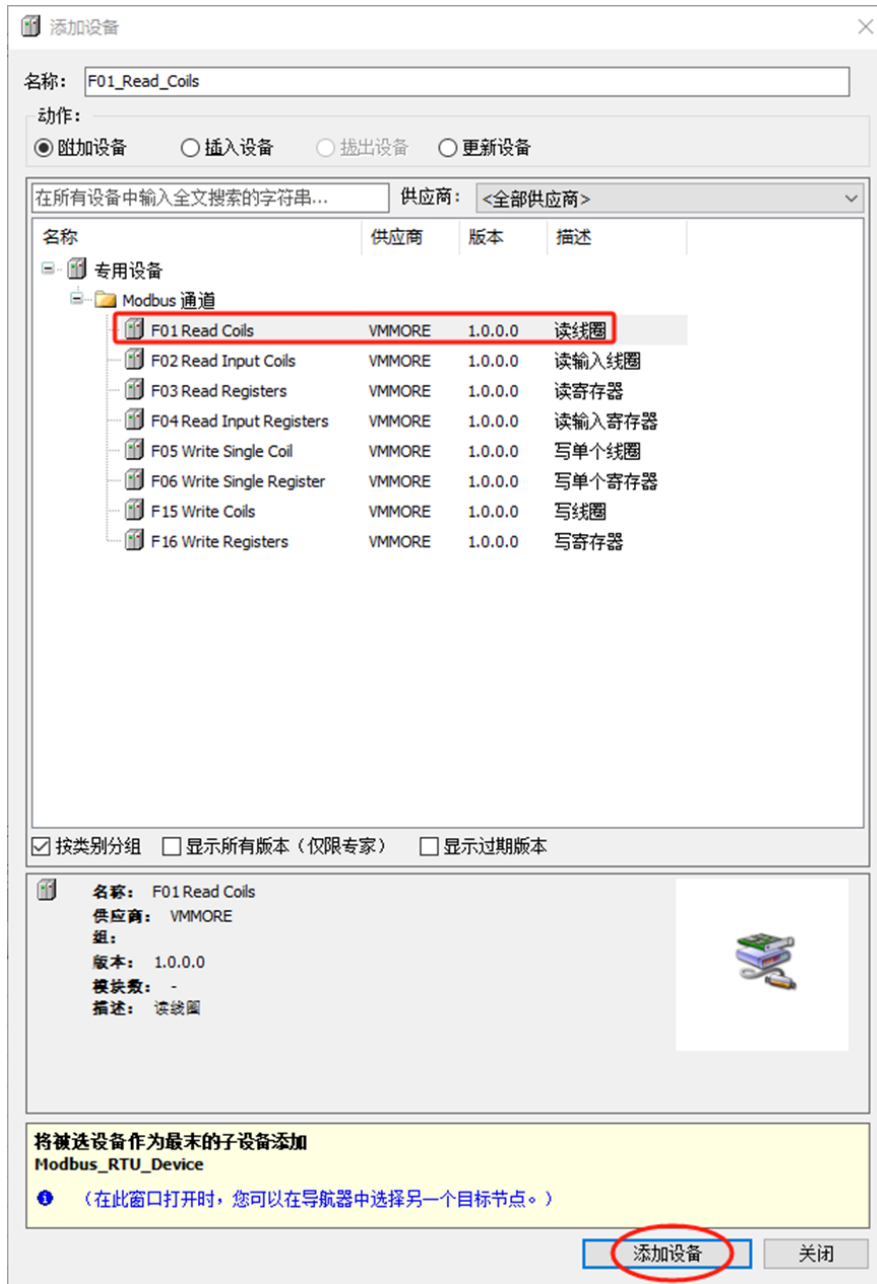 添加设备
名称: F01_Read_Coils
动作:
附加设备 插入设备 拔出设备 更新设备
在所有设备中输入全文搜索的字符串... 供应商: <全部供应商>
名称 供应商 版本 描述
专用设备
Modbus 通道
F01 Read Coils VMMORE 1.0.0.0 读线圈
F02 Read Input Coils VMMORE 1.0.0.0 读输入线圈
F03 Read Registers VMMORE 1.0.0.0 读寄存器
F04 Read Input Registers VMMORE 1.0.0.0 读输入寄存器
F05 Write Single Coil VMMORE 1.0.0.0 写单个线圈
F06 Write Single Register VMMORE 1.0.0.0 写单个寄存器
F15 Write Coils VMMORE 1.0.0.0 写线圈
F16 Write Registers VMMORE 1.0.0.0 写寄存器
按类别分组 显示所有版本（仅限专家） 显示过期版本
名称: F01 Read Coils
供应商: VMMORE
组:
版本: 1.0.0.0
模块数: -
描述: 读线圈
将被选设备作为最末的子设备添加
Modbus_RTU_Device
（在此窗口打开时，您可以在导航器中选择另一个目标节点。）
添加设备 关闭